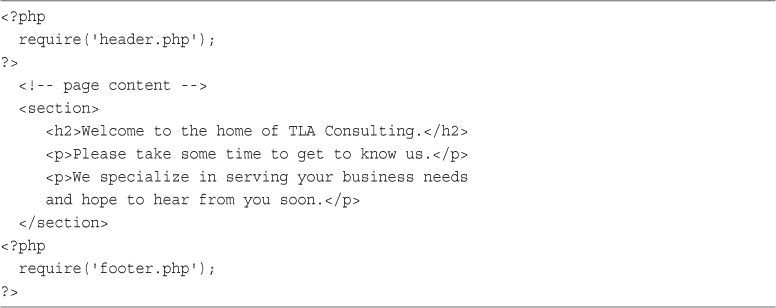 <?php
  require('header.php');
?>
  <!-- page content -->
  <section>
     <h2>Welcome to the home of TLA Consulting.</h2>
     <p>Please take some time to get to know us.</p>
     <p>We specialize in serving your business needs
     and hope to hear from you soon.</p>
  </section>
<?php
  require('footer.php');
?>